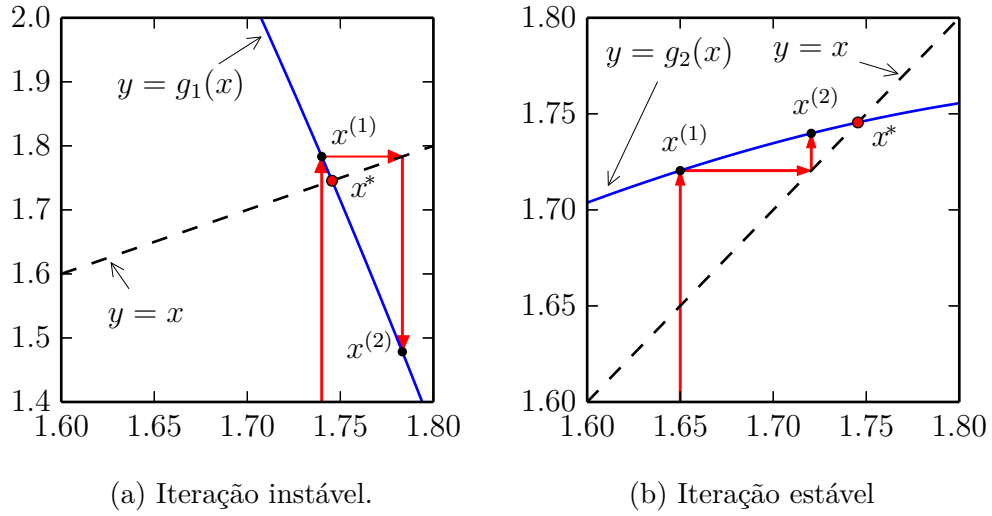 2.0
1.9
1.8
1.7
1.6
1.5
1.4
1.60
1.65
1.70
1.75
1.80
y = g₁(x)
x⁽¹⁾
x*
y = x
x⁽²⁾
(a) Iteração instável.
1.80
1.75
1.70
1.65
1.60
1.60
1.65
1.70
1.75
1.80
y = x
y = g₂(x)
x⁽²⁾
x⁽¹⁾
x*
(b) Iteração estável